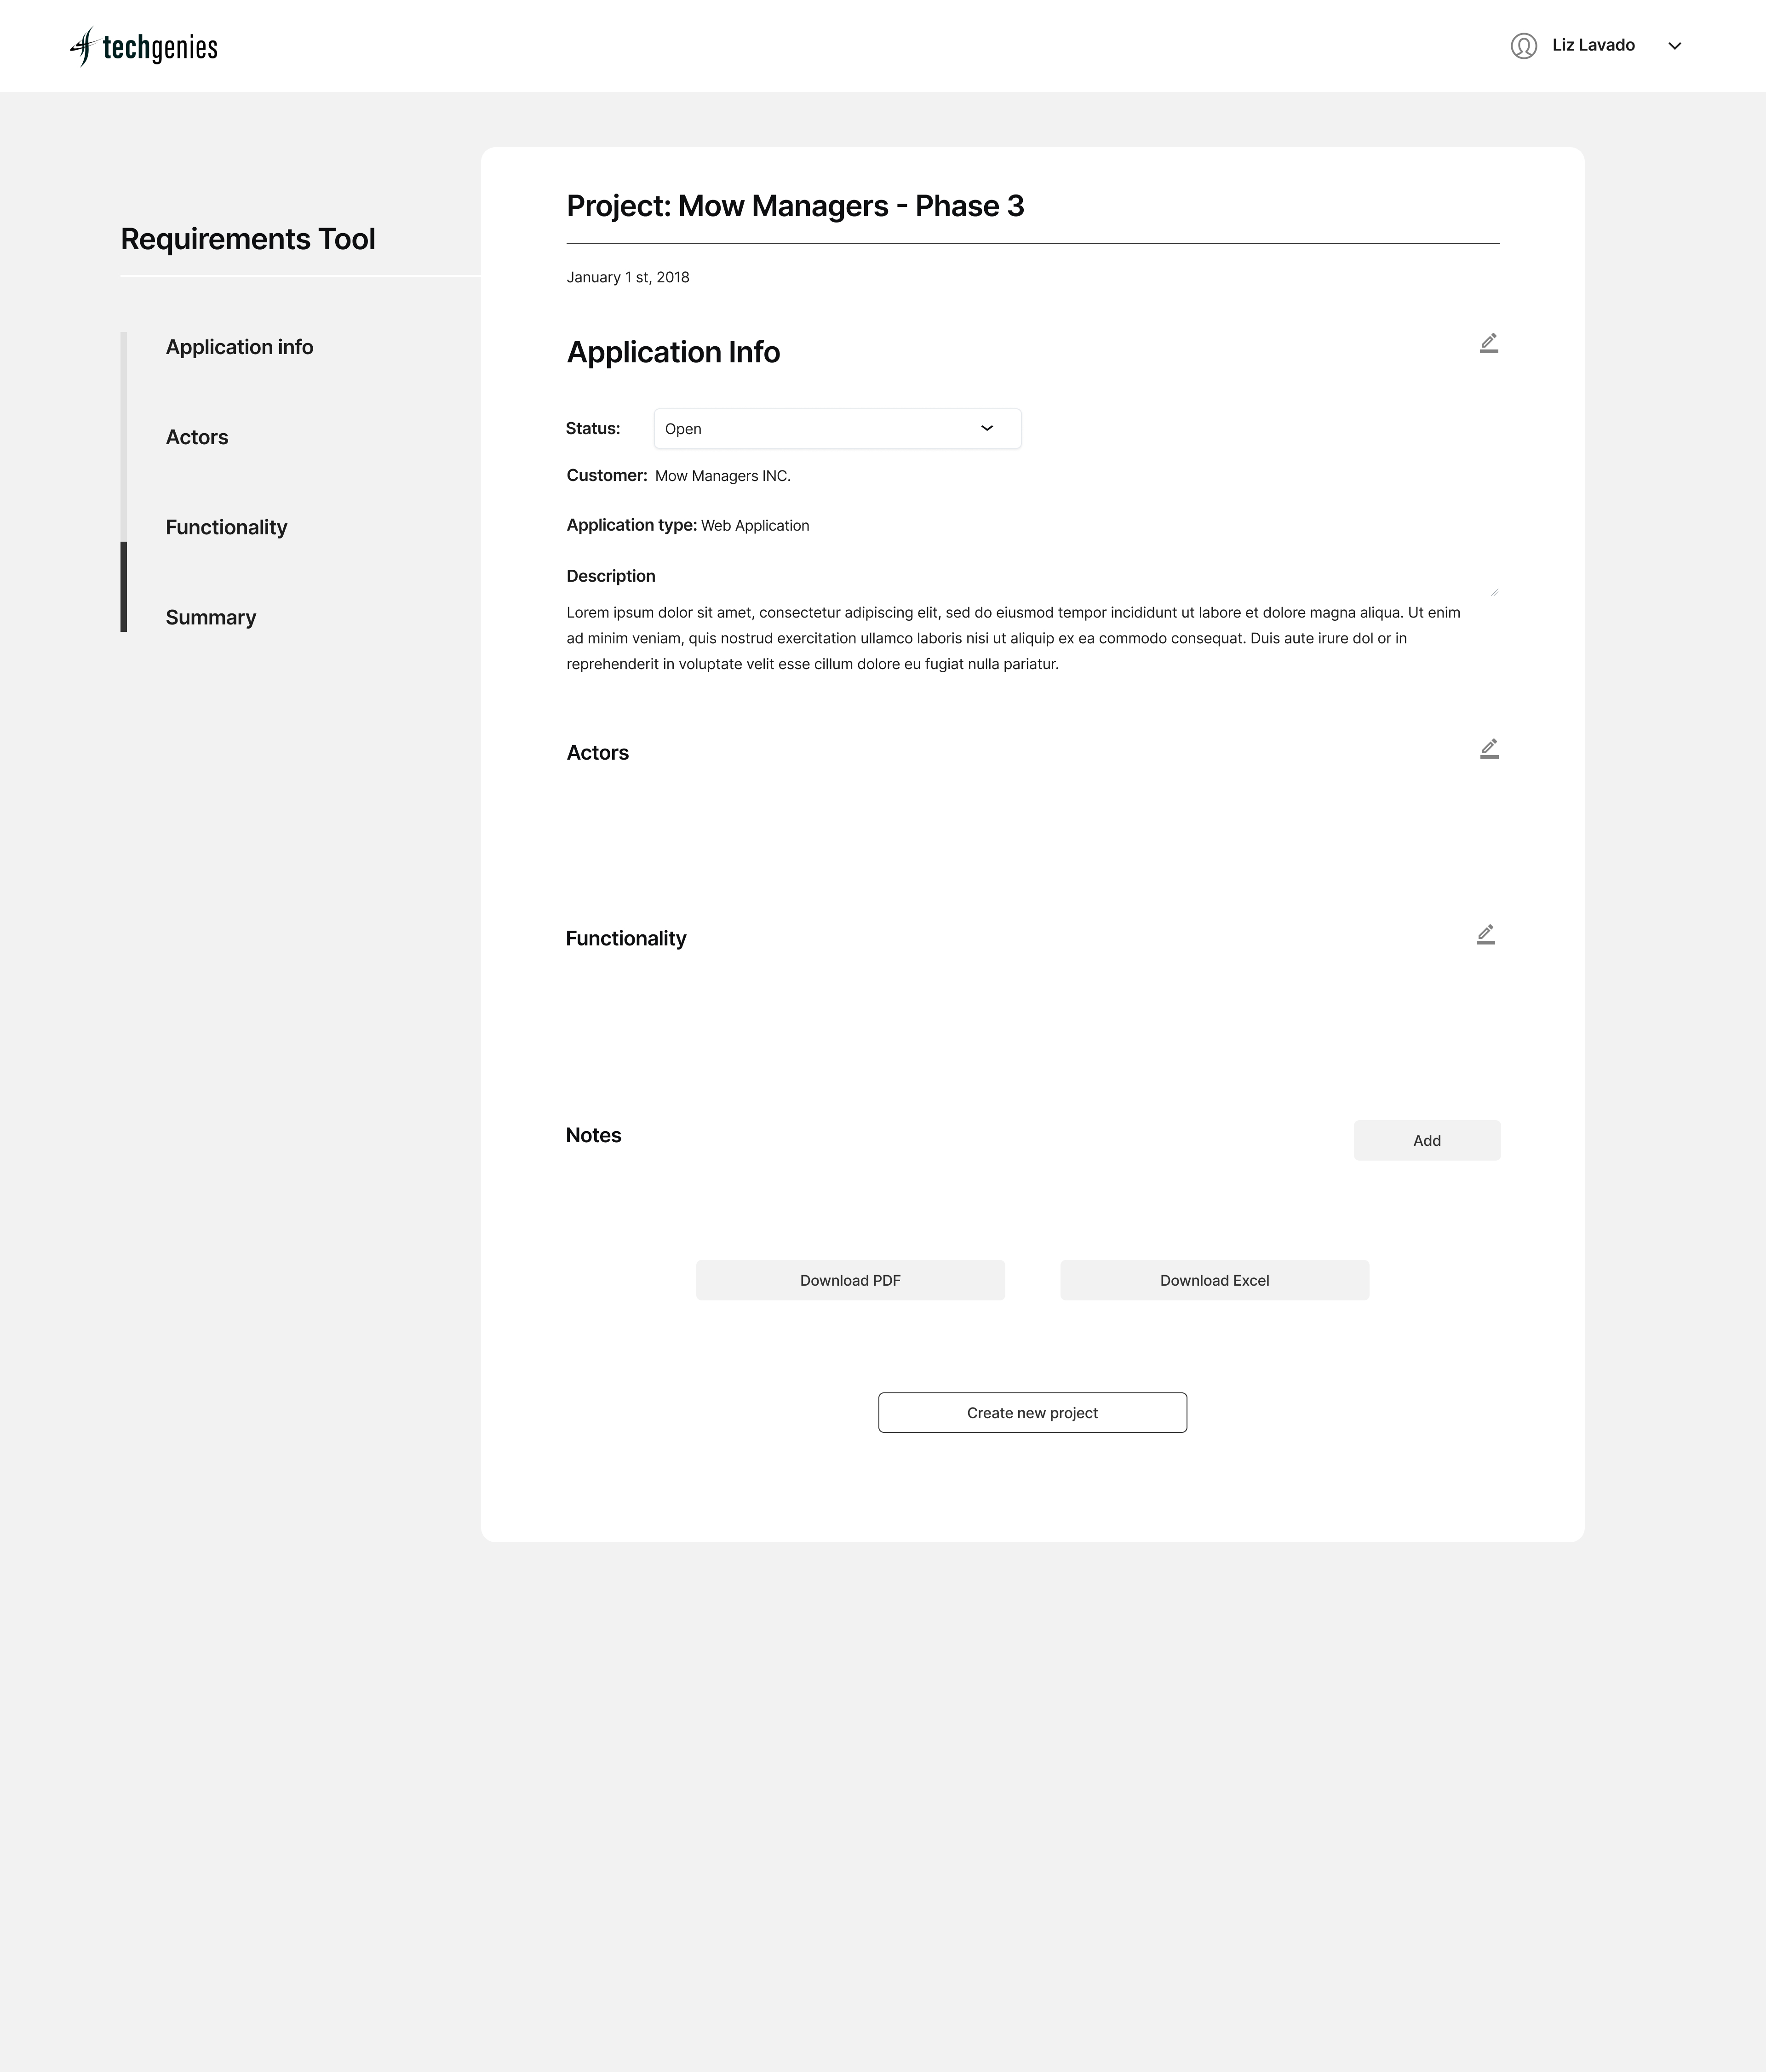 techgenies
Liz Lavado
Requirements Tool
Application info
Actors
Functionality
Summary
Project: Mow Managers - Phase 3
January 1 st, 2018
Application Info
Status: Open
Customer: Mow Managers INC.
Application type: Web Application
Description
Lorem ipsum dolor sit amet, consectetur adipiscing elit, sed do eiusmod tempor incididunt ut labore et dolore magna aliqua. Ut enim
ad minim veniam, quis nostrud exercitation ullamco laboris nisi ut aliquip ex ea commodo consequat. Duis aute irure dol or in
reprehenderit in voluptate velit esse cillum dolore eu fugiat nulla pariatur.
Actors
Functionality
Notes
Add
Download PDF
Download Excel
Create new project